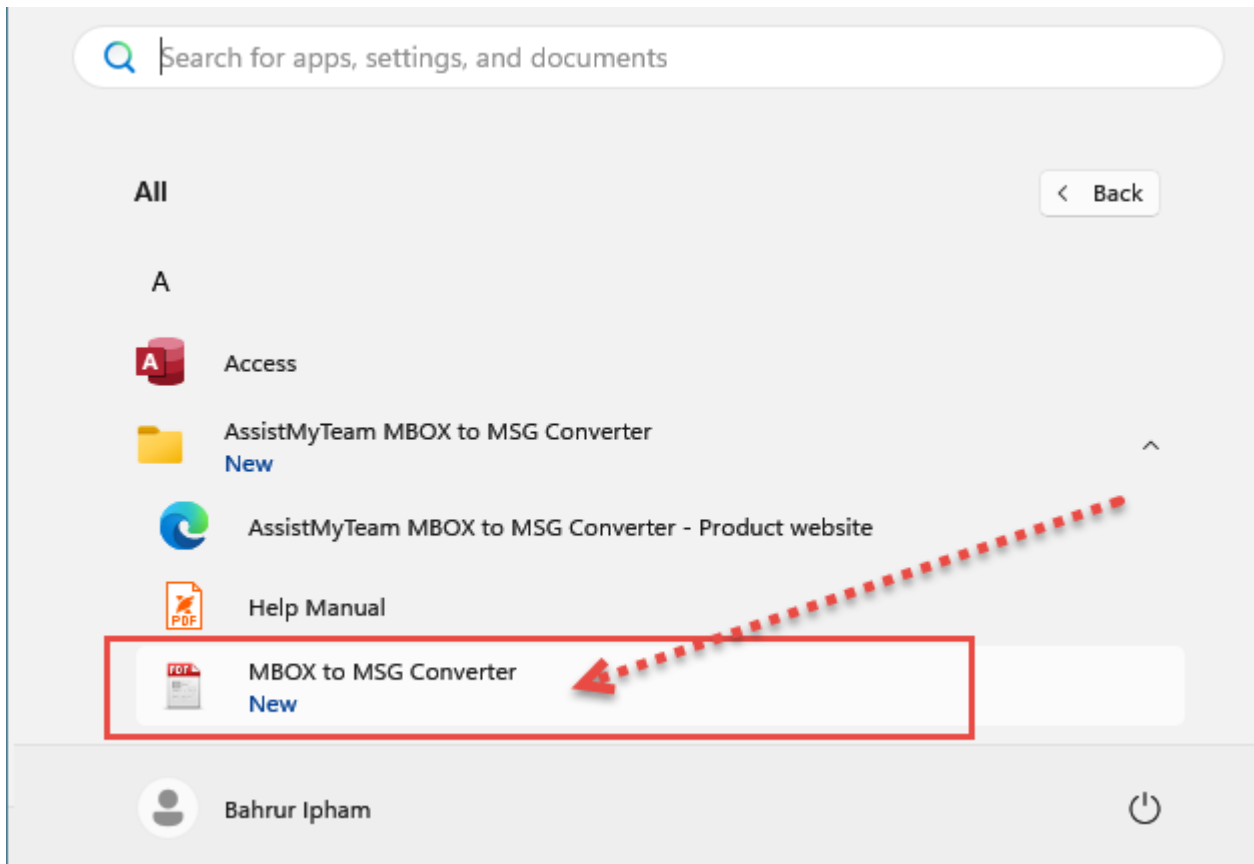 Search for apps, settings, and documents
All
< Back
A
A
Access
AssistMyTeam MBOX to MSG Converter
New
AssistMyTeam MBOX to MSG Converter - Product website
PDF
Help Manual
MBOX to MSG Converter
New
Bahrur Ipham